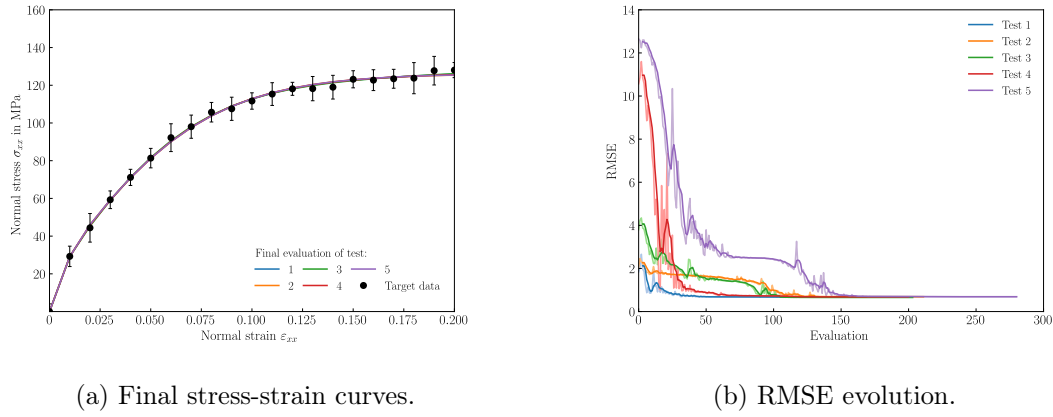 160
140
120
100
80
60
40
20
0
0.025
0.050
0.075
0.100
0.125
0.150
0.175
0.200
Normal stress σxx in MPa
Normal strain εxx
Final evaluation of test:
1
2
3
4
5
Target data
14
12
10
8
6
4
2
0
0
50
100
150
200
250
300
RMSE
Evaluation
Test 1
Test 2
Test 3
Test 4
Test 5
(a) Final stress-strain curves.
(b) RMSE evolution.